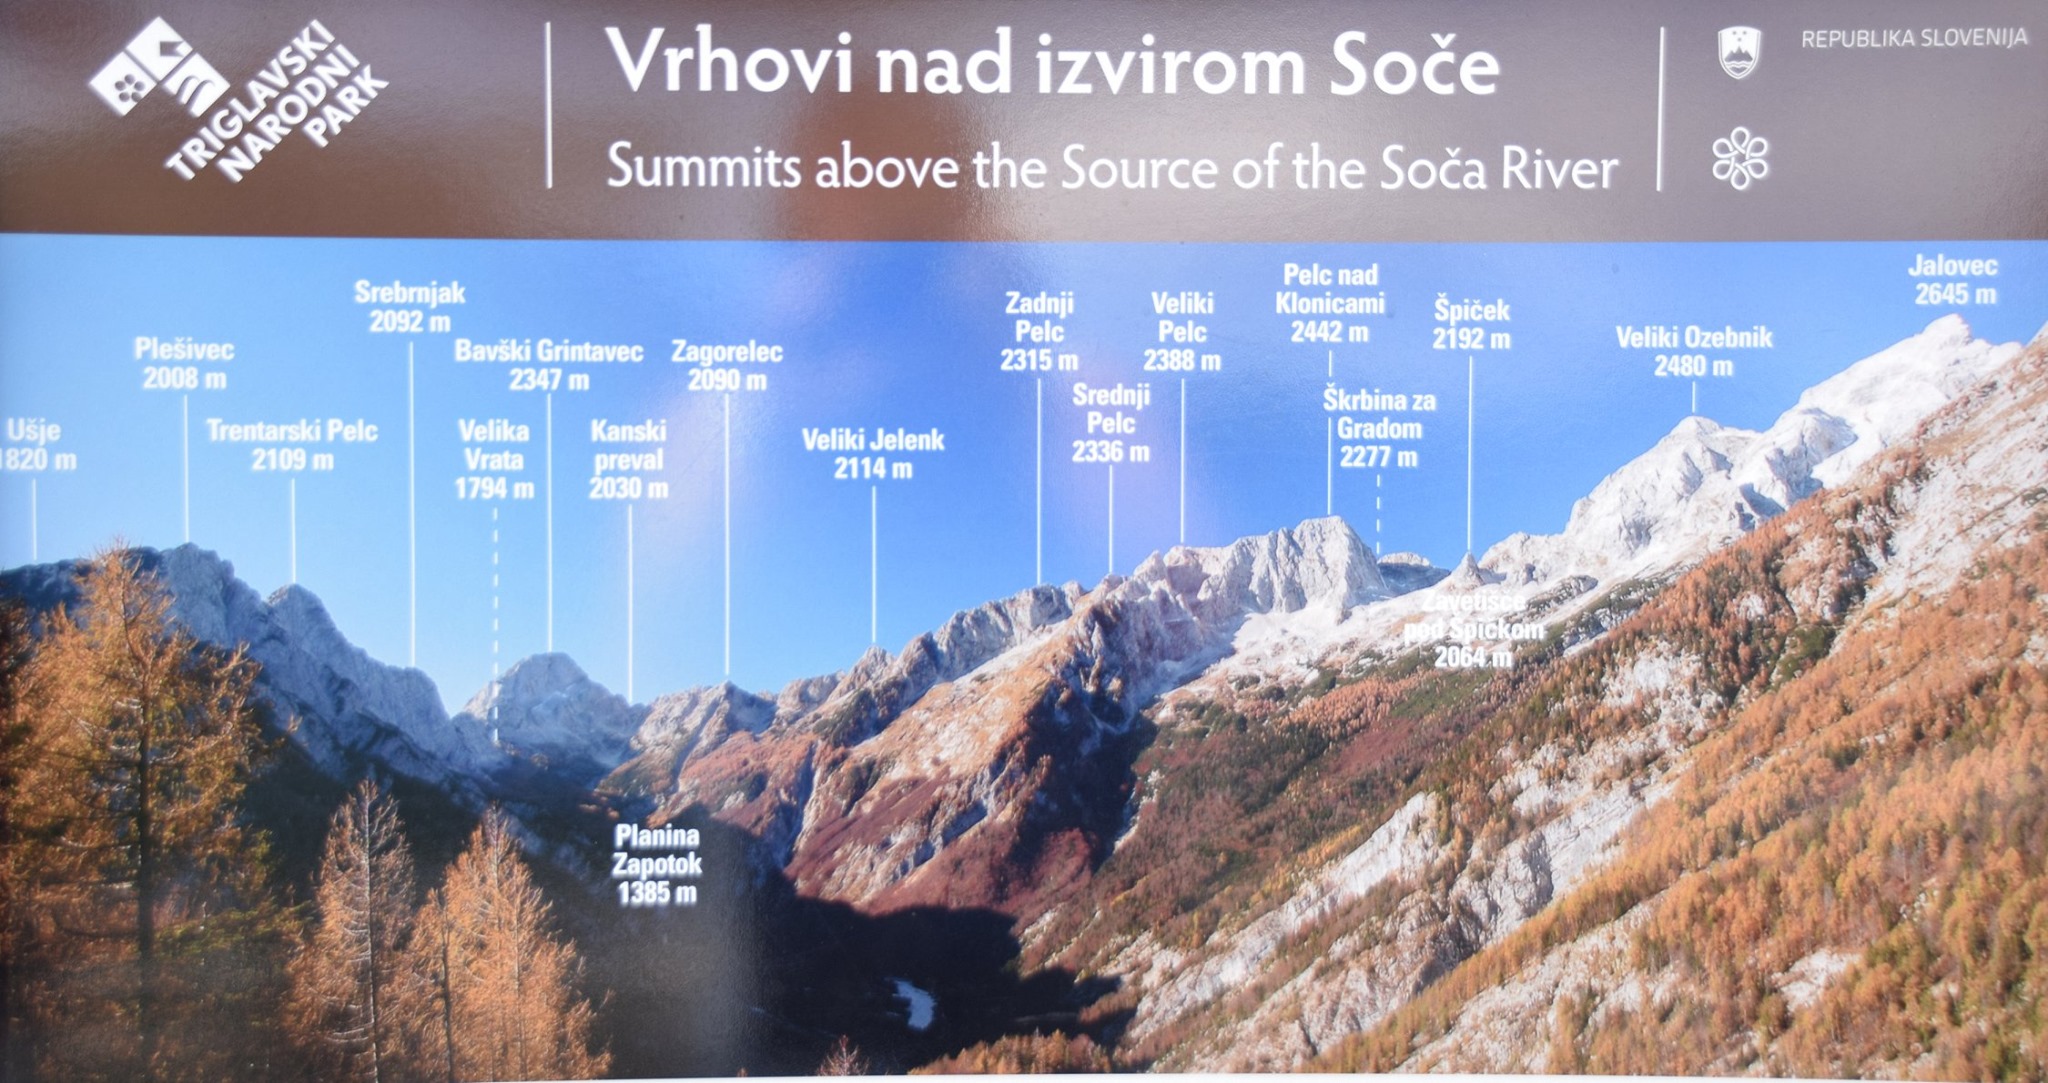 TRIGLAVSKI
NARODNI
PARK
Vrhovi nad izvirom Soče
Summits above the Source of the Soča River
REPUBLIKA SLOVENIJA
Ušje
1820 m
Plešivec
2008 m
Trentarski Pelc
2109 m
Srebrnjak
2092 m
Velika
Vrata
1794 m
Bavški Grintavec
2347 m
Kanski
preval
2030 m
Zagorelec
2090 m
Veliki Jelenk
2114 m
Zadnji
Pelc
2315 m
Srednji
Pelc
2336 m
Veliki
Pelc
2388 m
Pelc nad
Klonicami
2442 m
Škrbina za
Gradom
2277 m
Špiček
2192 m
Veliki Ozebnik
2480 m
Jalovec
2645 m
Zavetišče
pod Špičkom
2064 m
Planina
Zapotok
1385 m